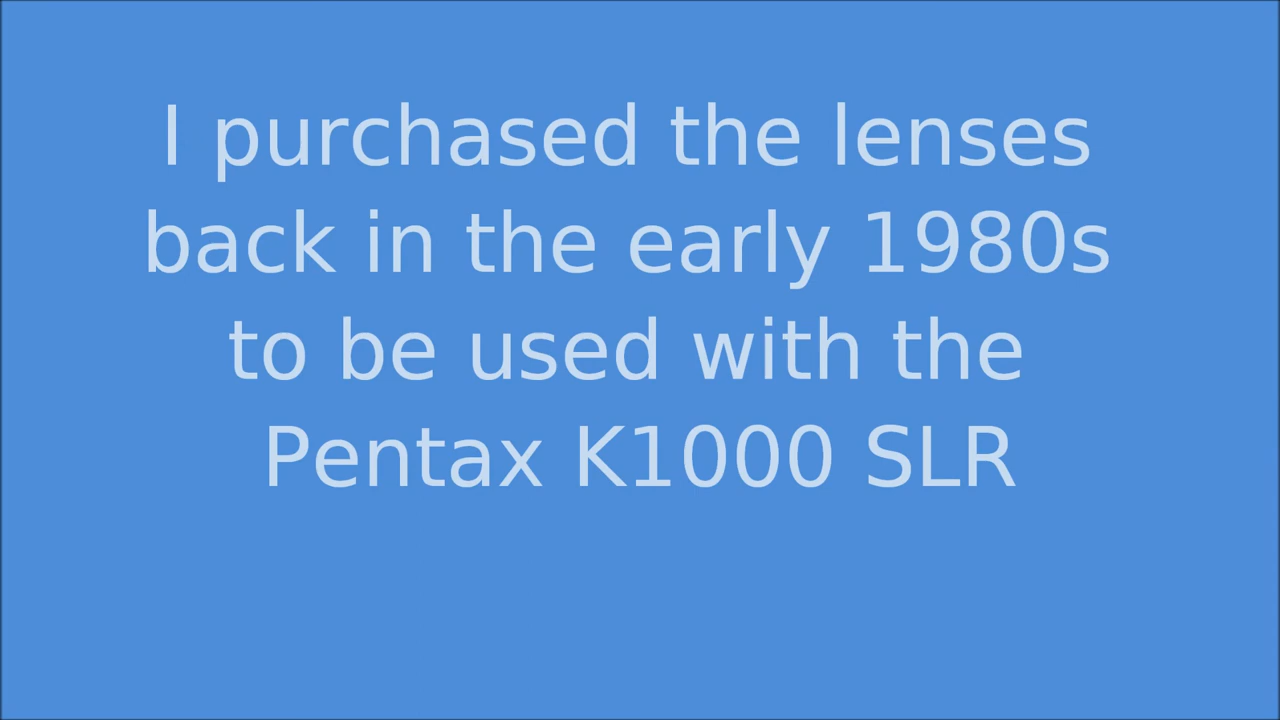 I purchased the lenses
back in the early 1980s
to be used with the
Pentax K1000 SLR